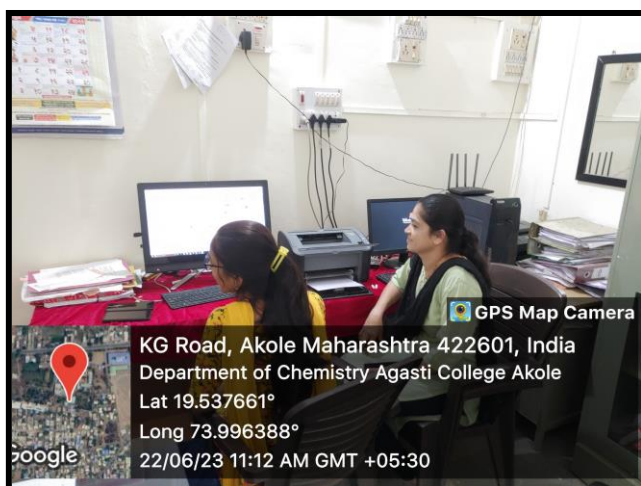 GPS Map Camera
KG Road, Akole Maharashtra 422601, India
Department of Chemistry Agasti College Akole
Lat 19.537661°
Long 73.996388°
22/06/23 11:12 AM GMT +05:30
Google